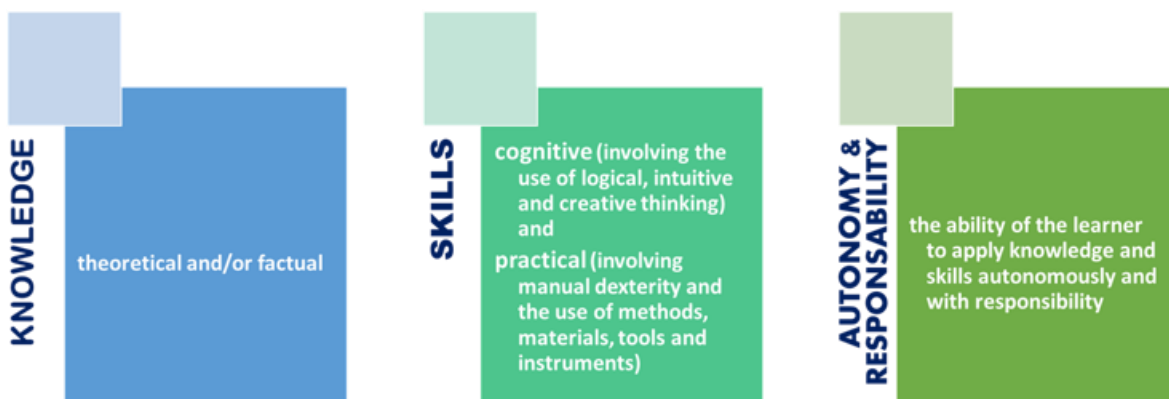 KNOWLEDGE
theoretical and/or factual
SKILLS
cognitive (involving the
use of logical, intuitive
and creative thinking)
and
practical (involving
manual dexterity and
the use of methods,
materials, tools and
instruments)
AUTONOMY &
RESPONSABILITY
the ability of the learner
to apply knowledge and
skills autonomously and
with responsibility